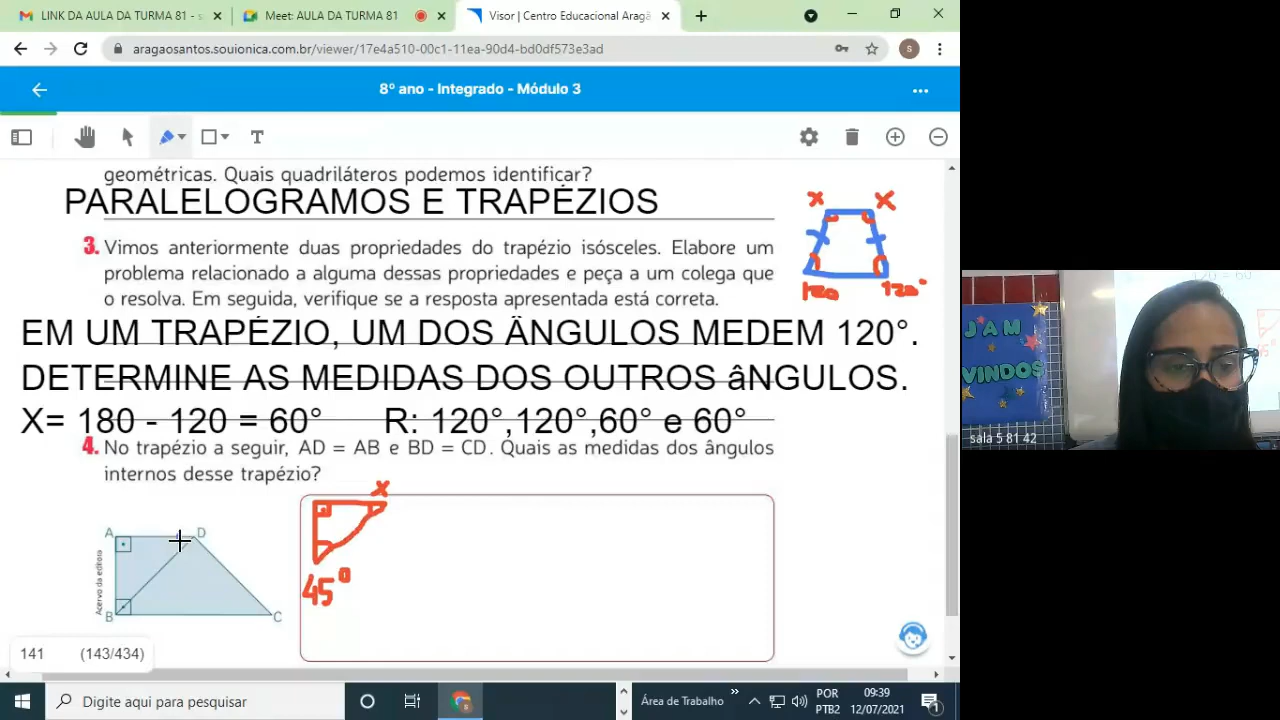 LINK DA AULA DA TURMA 81 - s
Meet: AULA DA TURMA 81
Visor | Centro Educacional Aragã
aragaosantos.souionica.com.br/viewer/17e4a510-00c1-11ea-90d4-bd0df573e3ad
s
8º ano - Integrado - Módulo 3
T
geométricas. Quais quadriláteros podemos identificar?
PARALELOGRAMOS E TRAPÉZIOS
x x
3. Vimos anteriormente duas propriedades do trapézio isósceles. Elabore um
problema relacionado a alguma dessas propriedades e peça a um colega que
o resolva. Em seguida, verifique se a resposta apresentada está correta.
120 120°
EM UM TRAPÉZIO, UM DOS ÂNGULOS MEDEM 120°.
DETERMINE AS MEDIDAS DOS OUTROS âNGULOS.
X= 180 - 120 = 60° R: 120°,120°,60° e 60°
4. No trapézio a seguir, AD = AB e BD = CD. Quais as medidas dos ângulos
internos desse trapézio?
x
A D
Acervo da editora
45°
B C
141 (143/434)
Digite aqui para pesquisar
Área de Trabalho
POR
PTB2
09:39
12/07/2021
1
JAM
VINDOS
sala 5 81 42
120 = 60